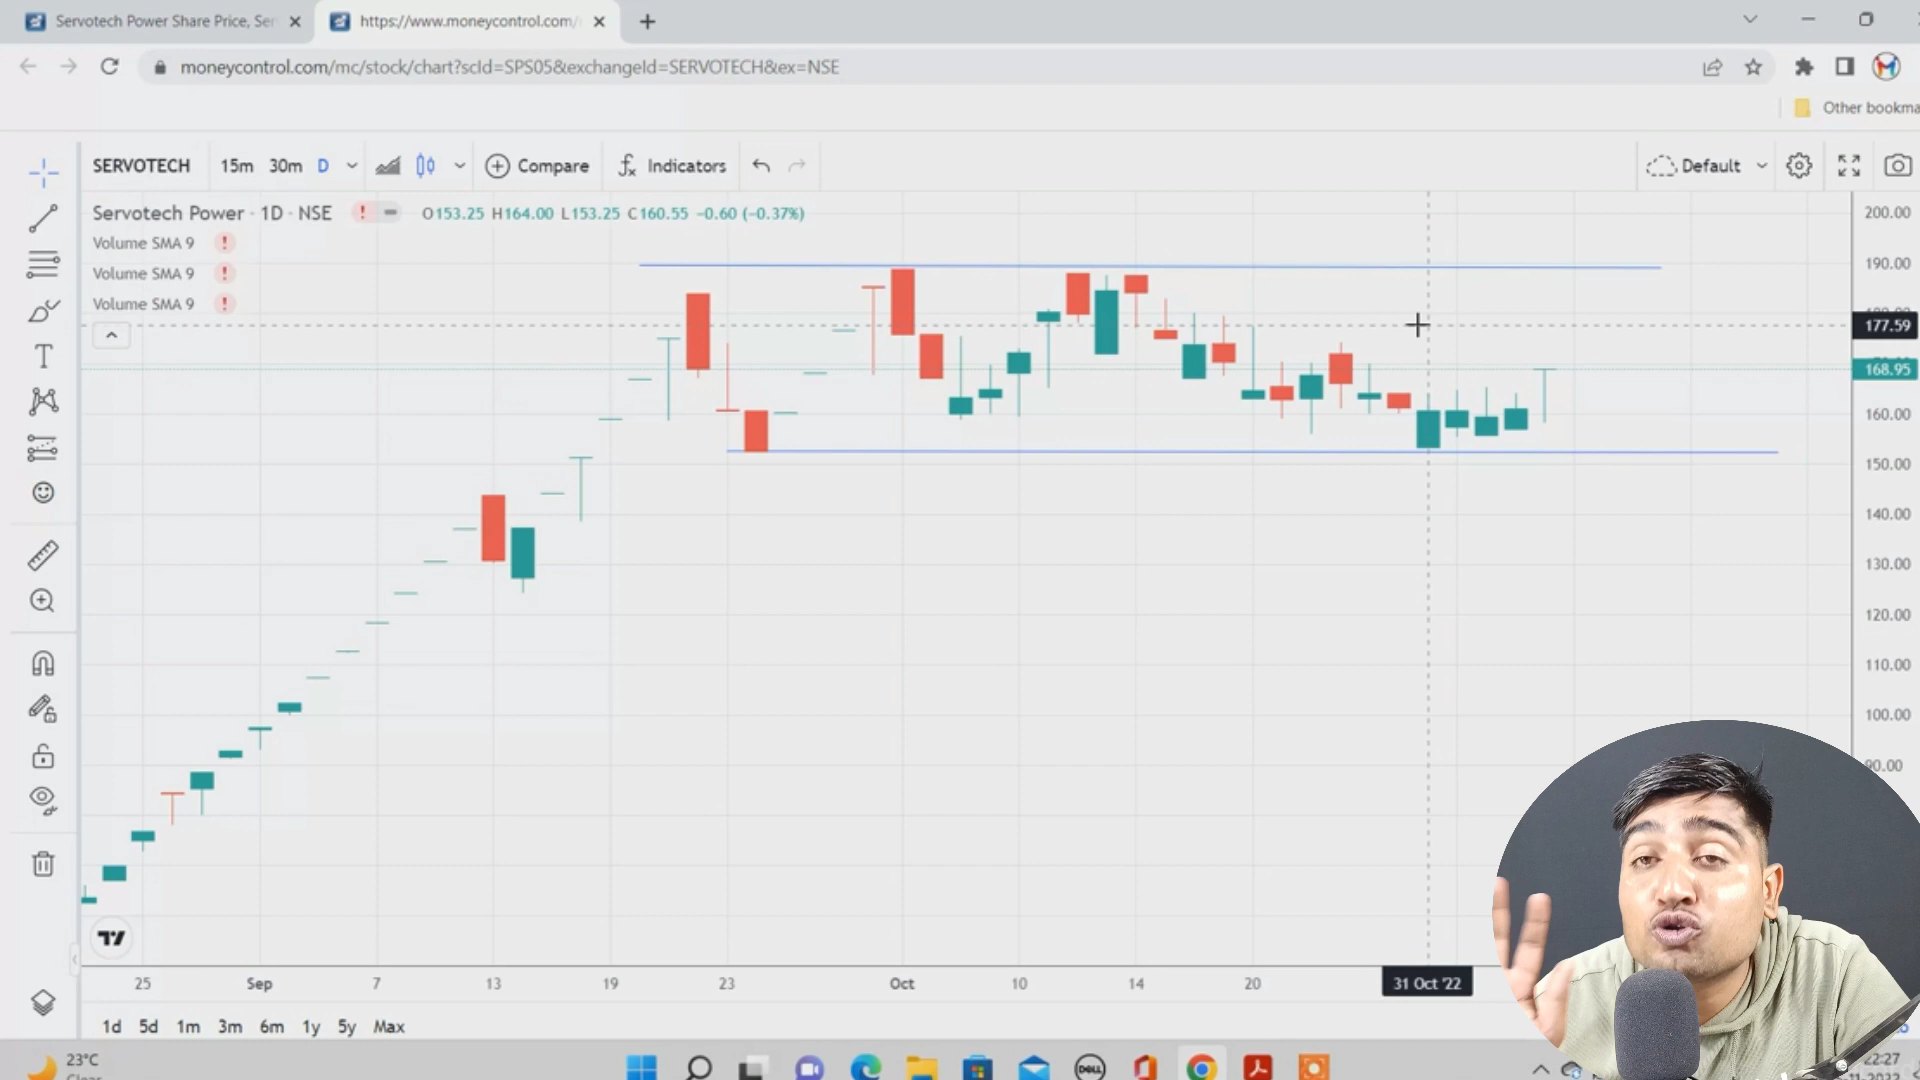 Servotech Power Share Price, Ser
https://www.moneycontrol.com/
moneycontrol.com/mc/stock/chart?scId=SPS05&exchangeId=SERVOTECH&ex=NSE
Other bookma
SERVOTECH 15m 30m D Compare Indicators Default
Servotech Power · 1D · NSE O153.25 H164.00 L153.25 C160.55 -0.60 (-0.37%)
Volume SMA 9
Volume SMA 9
Volume SMA 9
200.00
190.00
177.59
168.95
160.00
150.00
140.00
130.00
120.00
110.00
100.00
90.00
25 Sep 7 13 19 23 Oct 10 14 20 31 Oct '22
1d 5d 1m 3m 6m 1y 5y Max
23°C
22:27
DELL